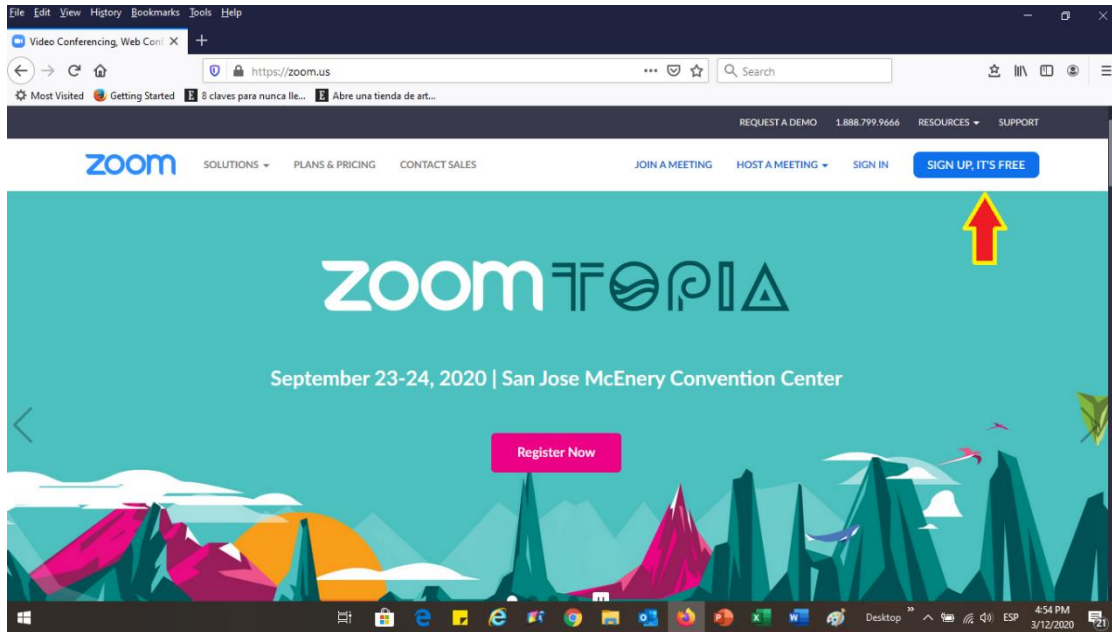 File Edit View History Bookmarks Tools Help
Video Conferencing, Web Conf
https://zoom.us
Search
Most Visited Getting Started E 8 claves para nunca lle... E Abre una tienda de art...
REQUEST A DEMO 1.888.799.9666 RESOURCES SUPPORT
zoom SOLUTIONS PLANS & PRICING CONTACT SALES JOIN A MEETING HOST A MEETING SIGN IN SIGN UP, IT'S FREE
ZOOMTOPIA
September 23-24, 2020 | San Jose McEnery Convention Center
Register Now
Desktop ESP 4:54 PM
3/12/2020 21